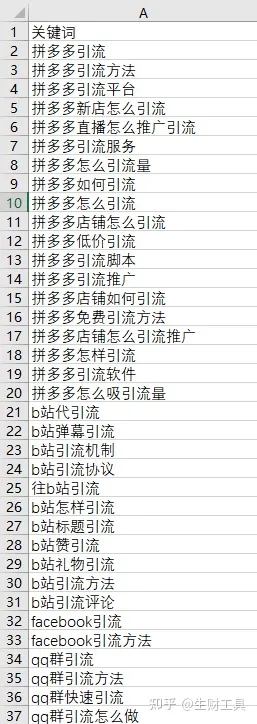 A
1 关键词
2 拼多多引流
3 拼多多引流方法
4 拼多多引流平台
5 拼多多新店怎么引流
6 拼多多直播怎么推广引流
7 拼多多引流服务
8 拼多多怎么引流量
9 拼多多如何引流
10 拼多多怎么引流
11 拼多多店铺怎么引流
12 拼多多低价引流
13 拼多多引流脚本
14 拼多多引流推广
15 拼多多店铺如何引流
16 拼多多免费引流方法
17 拼多多店铺怎么引流推广
18 拼多多怎样引流
19 拼多多引流软件
20 拼多多怎么吸引流量
21 b站代引流
22 b站弹幕引流
23 b站引流机制
24 b站引流协议
25 往b站引流
26 b站怎样引流
27 b站标题引流
28 b站赞引流
29 b站礼物引流
30 b站引流方法
31 b站引流评论
32 facebook引流
33 facebook引流方法
34 qq群引流
35 qq群引流方法
36 qq群快速引流
37 qq群引流怎么做
知乎 @生财工具